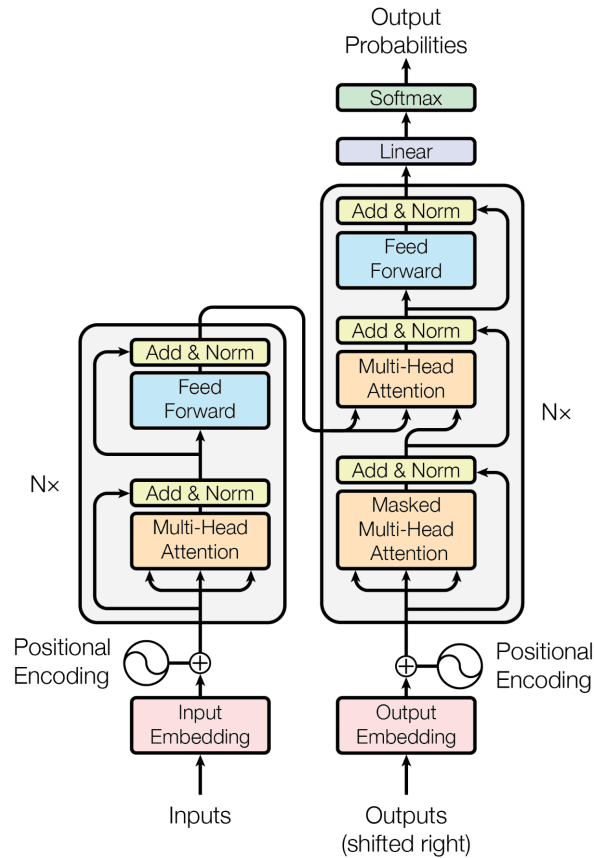 Output
Probabilities
Softmax
Linear
Add & Norm
Feed
Forward
Add & Norm
Multi-Head
Attention
Add & Norm
Masked
Multi-Head
Attention
N×
Add & Norm
Feed
Forward
Add & Norm
Multi-Head
Attention
N×
Positional
Encoding
Positional
Encoding
Input
Embedding
Output
Embedding
Inputs
Outputs
(shifted right)